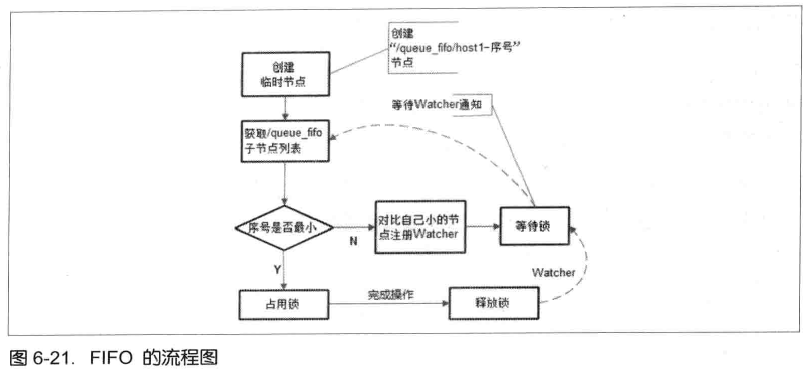 创建
“/queue_fifo/host1-序号”
节点
创建
临时节点
等待Watcher通知
获取/queue_fifo
子节点列表
序号是否最小
N
对比自己小的节
点注册Watcher
等待锁
Y
Watcher
占用锁
完成操作
释放锁
图 6-21. FIFO 的流程图